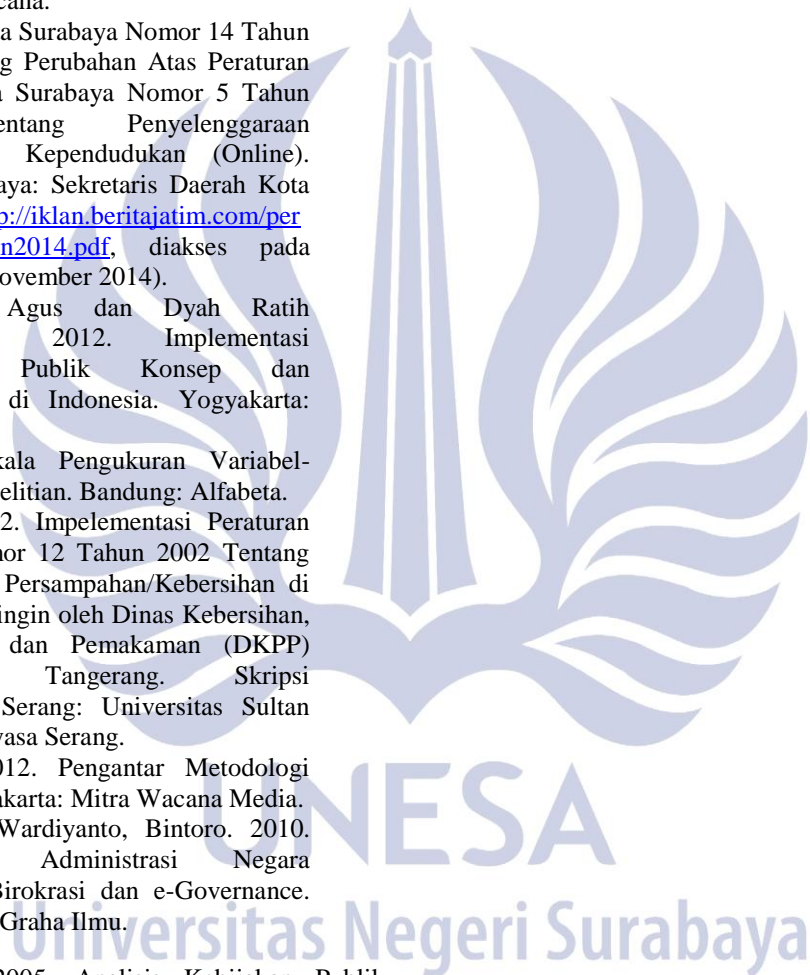 a Surabaya Nomor 14 Tahun
g Perubahan Atas Peraturan
a Surabaya Nomor 5 Tahun
entang Penyelenggaraan
Kependudukan (Online).
aya: Sekretaris Daerah Kota
p://iklan.beritajatim.com/per
n2014.pdf, diakses pada
ovember 2014).
Agus dan Dyah Ratih
2012. Implementasi
Publik Konsep dan
di Indonesia. Yogyakarta:
kala Pengukuran Variabel-
elitian. Bandung: Alfabeta.
2. Impelementasi Peraturan
nor 12 Tahun 2002 Tentang
Persampahan/Kebersihan di
ingin oleh Dinas Kebersihan,
dan Pemakaman (DKPP)
Tangerang. Skripsi
Serang: Universitas Sultan
yasa Serang.
012. Pengantar Metodologi
akarta: Mitra Wacana Media.
Wardiyanto, Bintoro. 2010.
Administrasi Negara
Birokrasi dan e-Governance.
Graha Ilmu.
UNESA
Universitas Negeri Surabaya